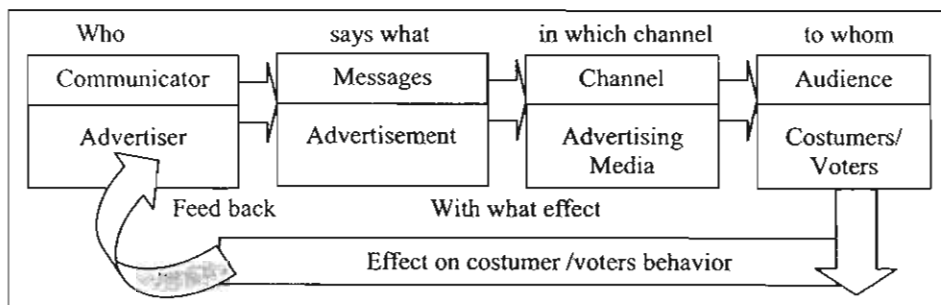 Who says what in which channel to whom
Communicator Messages Channel Audience
Advertiser Advertisement Advertising Costumers/
Media Voters
Feed back With what effect
Effect on costumer /voters behavior